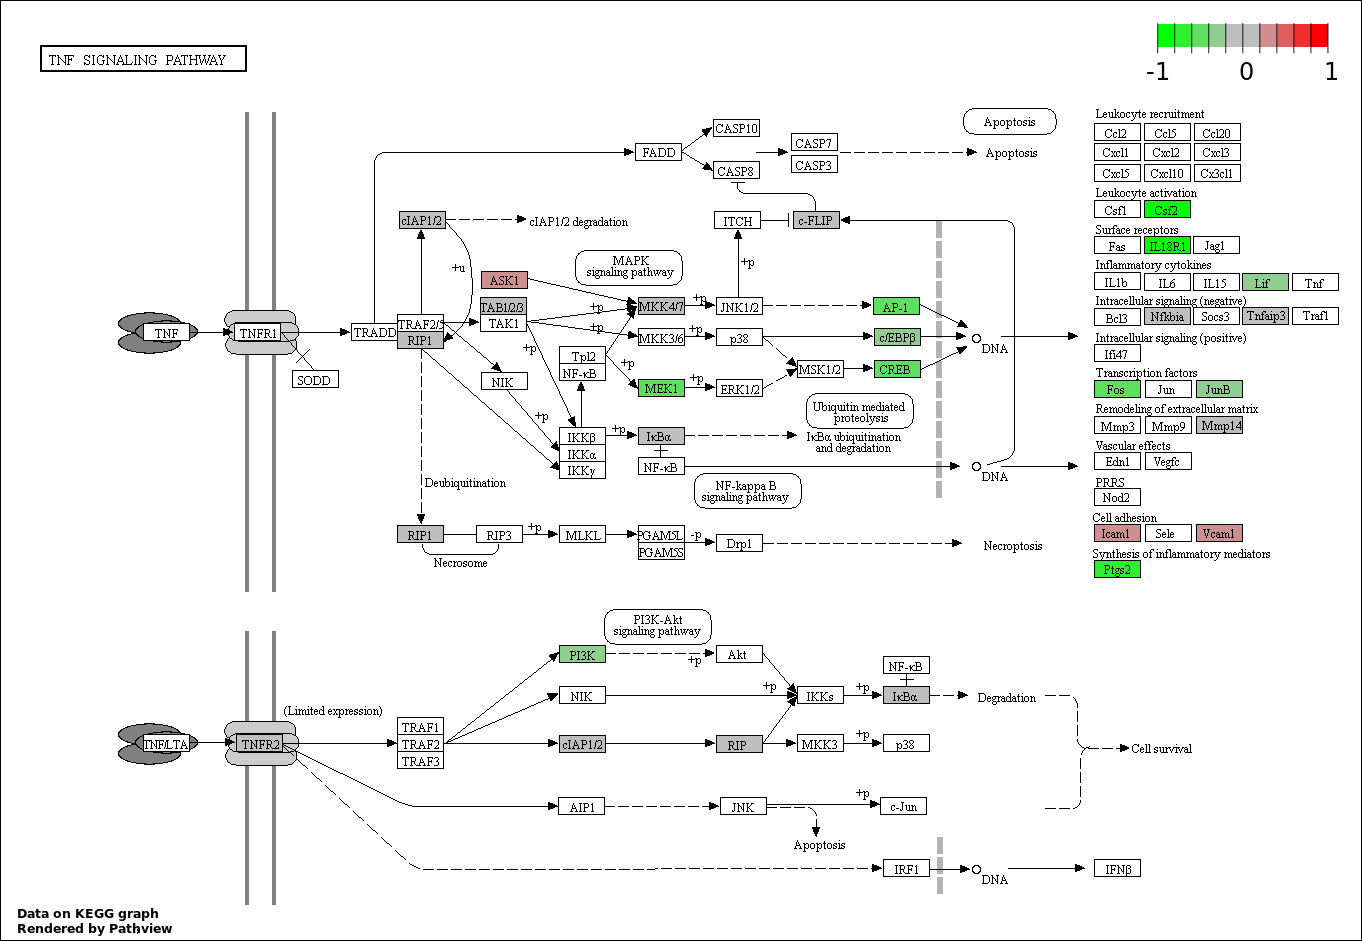 TNF SIGNALING PATHWAY
-1 0 1
Apoptosis
CASP10
FADD
CASP7
Apoptosis
CASP8
CASP3
cIAP1/2
cIAP1/2 degradation
ITCH
c-FLIP
+u
MAPK
signaling pathway
+p
ASK1
TAB1/2/3
TAK1
+p
MKK4/7
+p
JNK1/2
AP-1
TNF
TNFR1
TRADD
TRAF2/5
RIP1
+p
MKK3/6
p38
c/EBPβ
DNA
SODD
+p
Tpl2
NF-κB
+p
MSK1/2
CREB
NIK
MEK1
+p
ERK1/2
+p
Ubiquitin mediated
proteolysis
IKKβ
IKKα
IKKγ
+p
IκBα
IκBα ubiquitination
and degradation
NF-κB
DNA
Deubiquitination
NF-kappa B
signaling pathway
RIP1
RIP3
+p
MLKL
PGAM5L
PGAM5S
-p
Drp1
Necroptosis
Necrosome
Leukocyte recruitment
Ccl2 Ccl5 Ccl20
Cxcl1 Cxcl2 Cxcl3
Cxcl5 Cxcl10 Cx3cl1
Leukocyte activation
Csf1 Csf2
Surface receptors
Fas IL18R1 Jag1
Inflammatory cytokines
IL1b IL6 IL15 Lif Tnf
Intracellular signaling (negative)
Bcl3 Nfkbia Socs3 Tnfaip3 Traf1
Intracellular signaling (positive)
Ifi47
Transcription factors
Fos Jun JunB
Remodeling of extracellular matrix
Mmp3 Mmp9 Mmp14
Vascular effects
Edn1 Vegfc
PRRS
Nod2
Cell adhesion
Icam1 Sele Vcam1
Synthesis of inflammatory mediators
Ptgs2
PI3K-Akt
signaling pathway
PI3K
+p
Akt
NF-κB
NIK
+p
IKKs
+p
IκBα
Degradation
(Limited expression)
TNF/LTA
TNFR2
TRAF1
TRAF2
TRAF3
cIAP1/2
RIP
MKK3
+p
p38
Cell survival
AIP1
JNK
+p
c-Jun
Apoptosis
IRF1
DNA
IFNβ
Data on KEGG graph
Rendered by Pathview